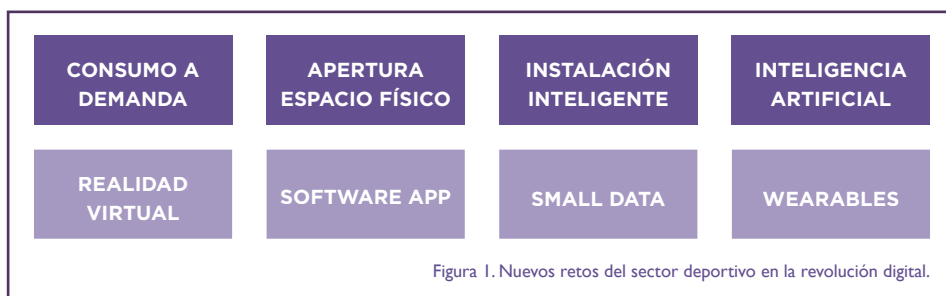 CONSUMO A
DEMANDA
APERTURA
ESPACIO FÍSICO
INSTALACIÓN
INTELIGENTE
INTELIGENCIA
ARTIFICIAL
REALIDAD
VIRTUAL
SOFTWARE APP
SMALL DATA
WEARABLES
Figura 1. Nuevos retos del sector deportivo en la revolución digital.